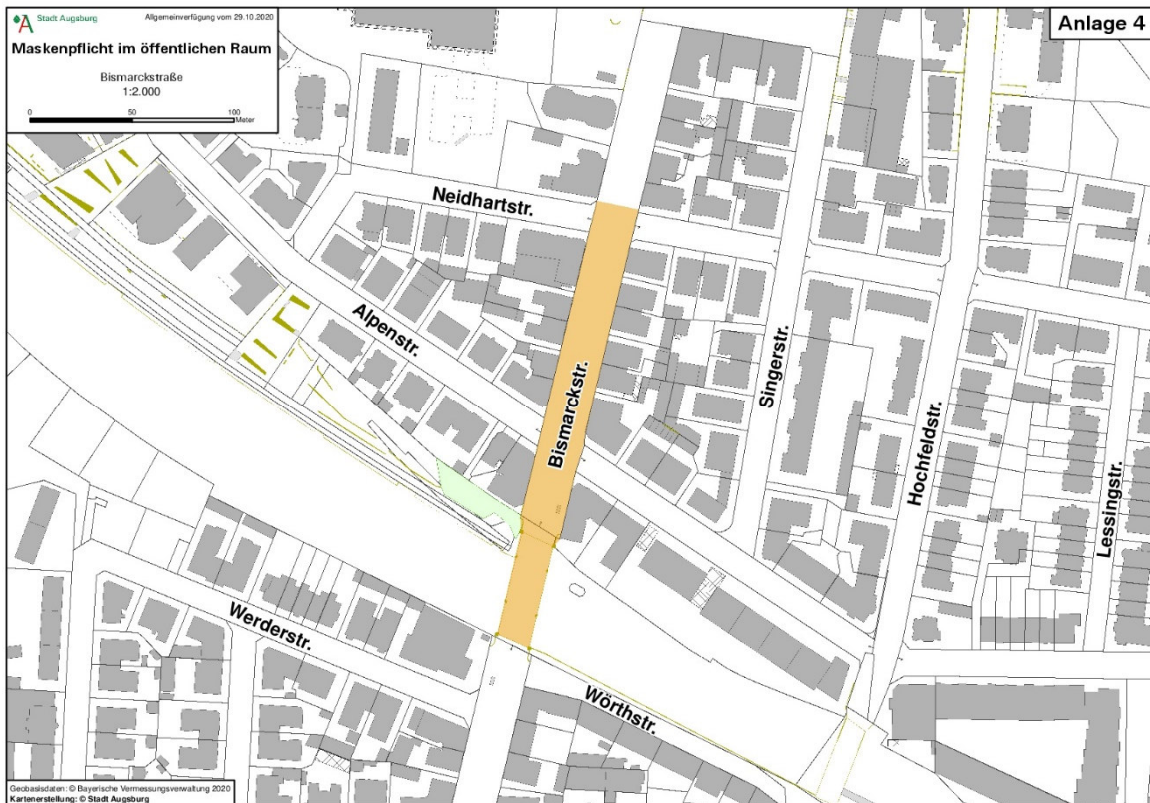 Stadt Augsburg
Allgemeinverfügung vom 29.10.2020
Maskenpflicht im öffentlichen Raum
Bismarckstraße
1:2.000
0 50 100
Meter
Anlage 4
Neidhartstr.
Alpenstr.
Bismarckstr.
Singerstr.
Hochfeldstr.
Lessingstr.
Werderstr.
Wörthstr.
Geobasisdaten: © Bayerische Vermessungsverwaltung 2020
Kartenerstellung: © Stadt Augsburg